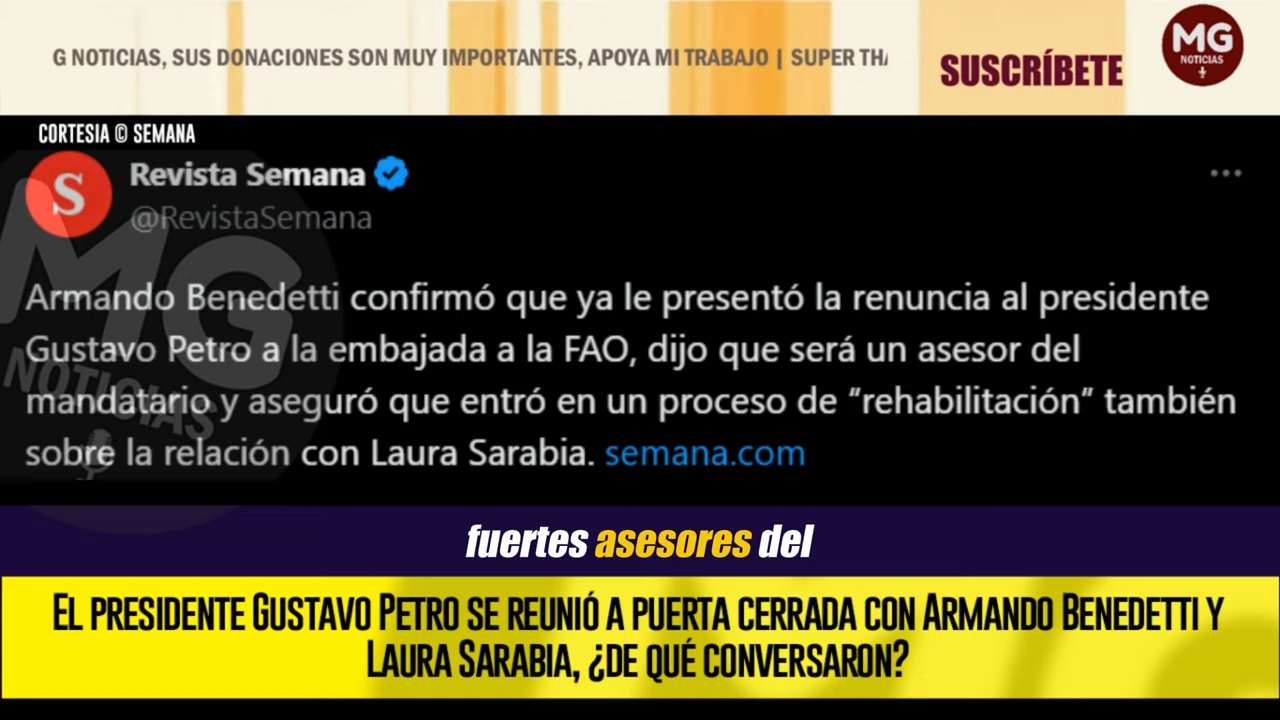 G NOTICIAS, SUS DONACIONES SON MUY IMPORTANTES, APOYA MI TRABAJO | SUPER THA
SUSCRÍBETE
MG
NOTICIAS
CORTESIA © SEMANA
S
Revista Semana
@RevistaSemana
MG
NOTICIAS
Armando Benedetti confirmó que ya le presentó la renuncia al presidente
Gustavo Petro a la embajada a la FAO, dijo que será un asesor del
mandatario y aseguró que entró en un proceso de “rehabilitación” también
sobre la relación con Laura Sarabia. semana.com
fuertes asesores del
EL PRESIDENTE GUSTAVO PETRO SE REUNIÓ A PUERTA CERRADA CON ARMANDO BENEDETTI Y
LAURA SARABIA, ¿DE QUÉ CONVERSARON?